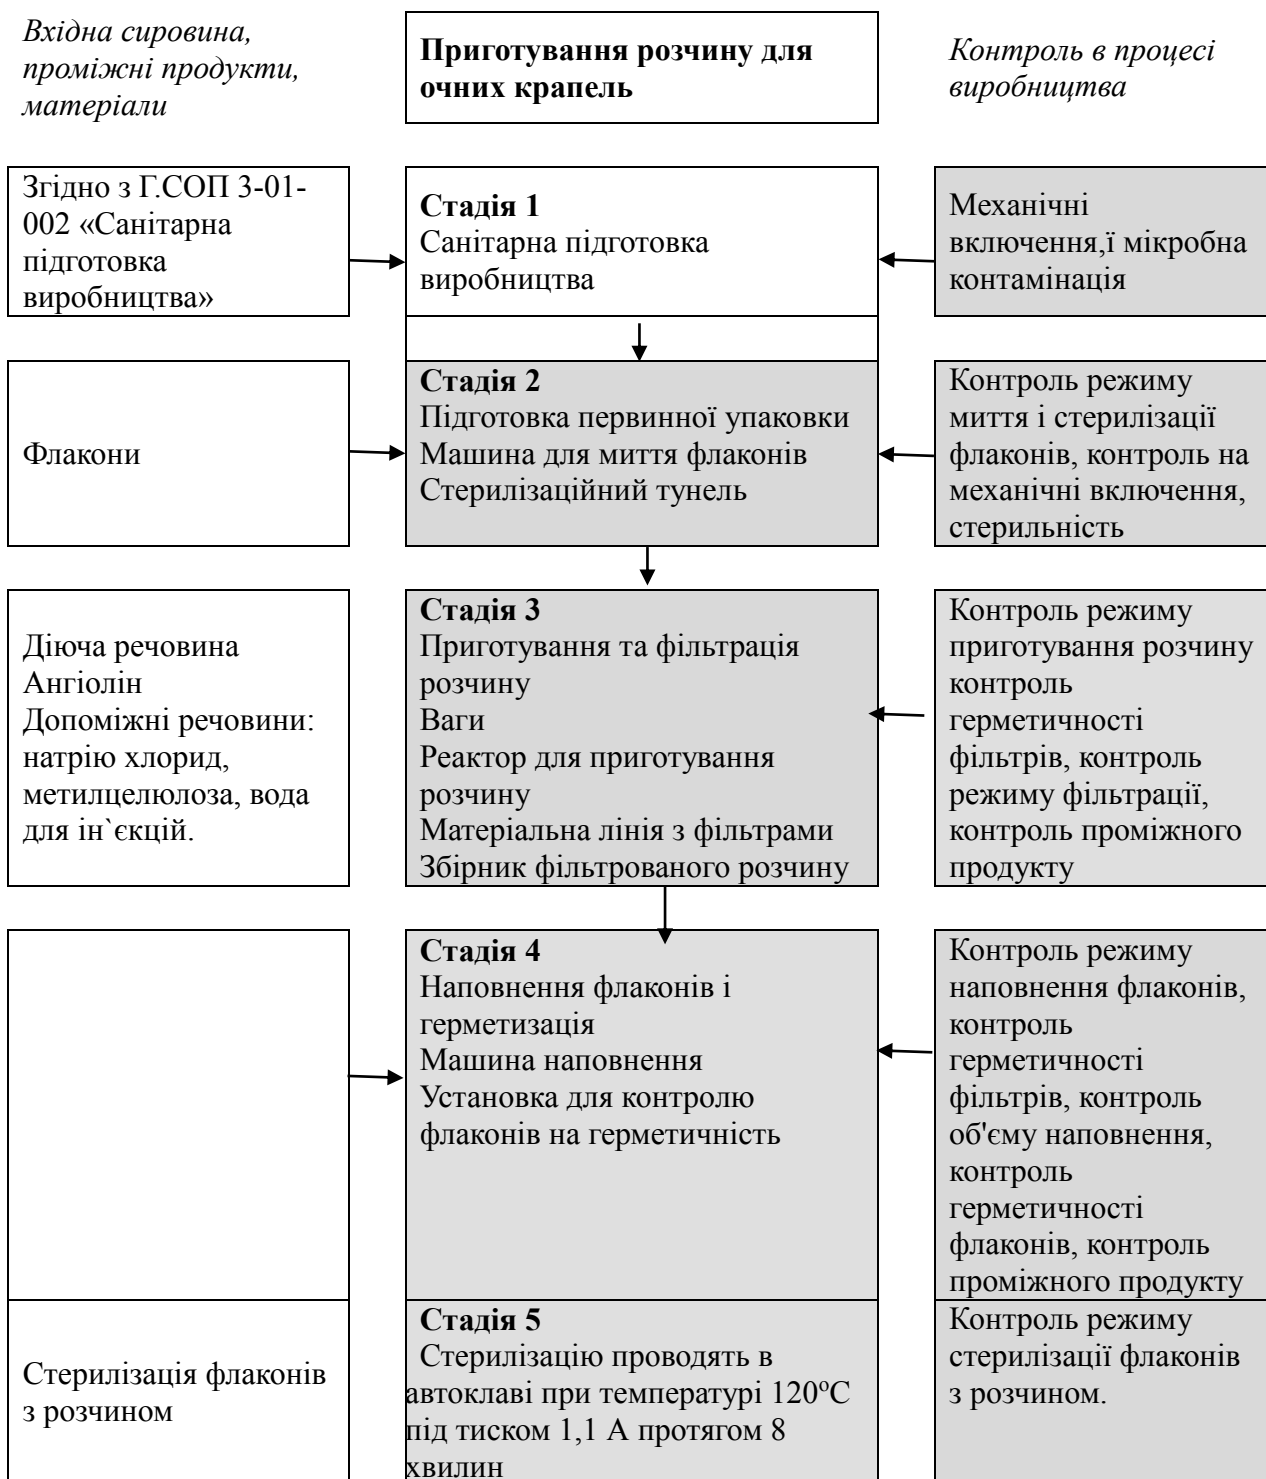 Вхідна сировина,
проміжні продукти,
матеріали
Приготування розчину для
очних крапель
Контроль в процесі
виробництва
Згідно з Г.СОП 3-01-
002 «Санітарна
підготовка
виробництва»
Стадія 1
Санітарна підготовка
виробництва
Механічні
включення,ї мікробна
контамінація
Флакони
Стадія 2
Підготовка первинної упаковки
Машина для миття флаконів
Стерилізаційний тунель
Контроль режиму
миття і стерилізації
флаконів, контроль на
механічні включення,
стерильність
Діюча речовина
Ангіолін
Допоміжні речовини:
натрію хлорид,
метилцелюлоза, вода
для ін`єкцій.
Стадія 3
Приготування та фільтрація
розчину
Ваги
Реактор для приготування
розчину
Матеріальна лінія з фільтрами
Збірник фільтрованого розчину
Контроль режиму
приготування розчину
контроль
герметичності
фільтрів, контроль
режиму фільтрації,
контроль проміжного
продукту
Стадія 4
Наповнення флаконів і
герметизація
Машина наповнення
Установка для контролю
флаконів на герметичність
Контроль режиму
наповнення флаконів,
контроль
герметичності
фільтрів, контроль
об'єму наповнення,
контроль
герметичності
флаконів, контроль
проміжного продукту
Стерилізація флаконів
з розчином
Стадія 5
Стерилізацію проводять в
автоклаві при температурі 120ºС
під тиском 1,1 А протягом 8
хвилин
Контроль режиму
стерилізації флаконів
з розчином.